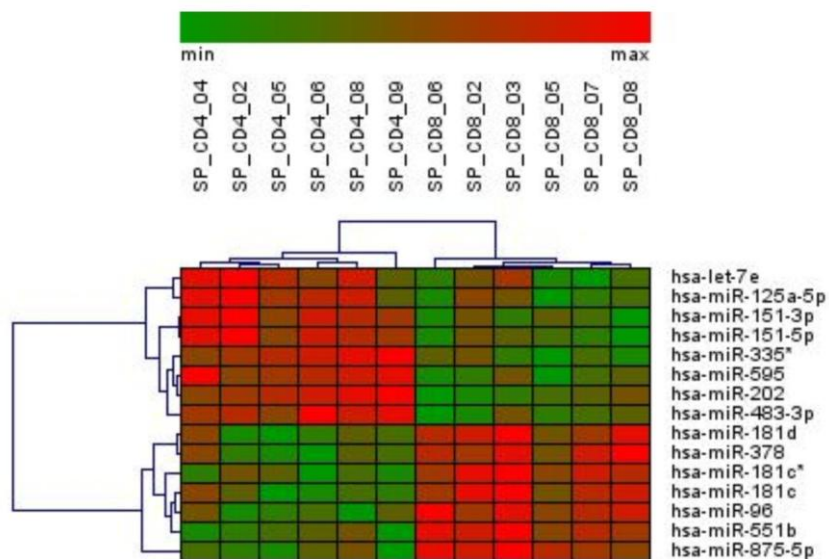 min max
SP_CD4_04
SP_CD4_02
SP_CD4_05
SP_CD4_06
SP_CD4_08
SP_CD4_09
SP_CD8_06
SP_CD8_02
SP_CD8_03
SP_CD8_05
SP_CD8_07
SP_CD8_08
hsa-let-7e
hsa-miR-125a-5p
hsa-miR-151-3p
hsa-miR-151-5p
hsa-miR-335*
hsa-miR-595
hsa-miR-202
hsa-miR-483-3p
hsa-miR-181d
hsa-miR-378
hsa-miR-181c*
hsa-miR-181c
hsa-miR-96
hsa-miR-551b
hsa-miR-875-5p